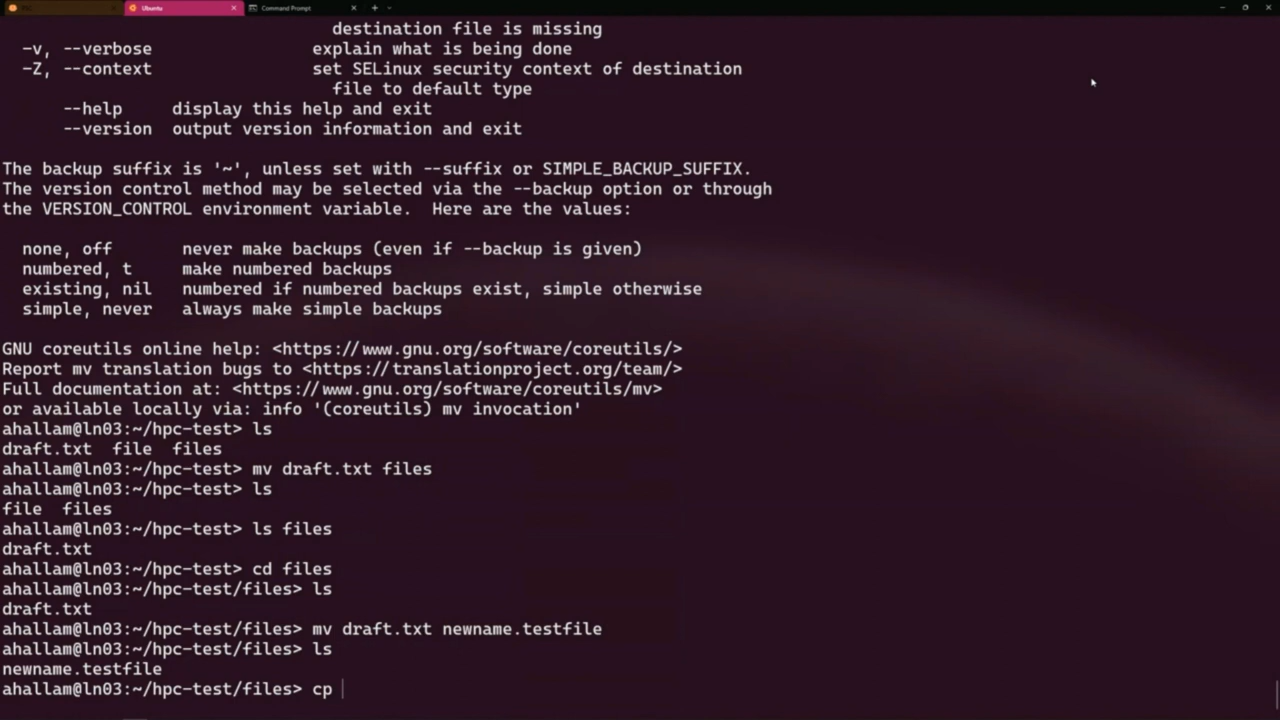 Ubuntu
Command Prompt
destination file is missing
-v, --verbose explain what is being done
-Z, --context set SELinux security context of destination
file to default type
--help display this help and exit
--version output version information and exit
The backup suffix is '~', unless set with --suffix or SIMPLE_BACKUP_SUFFIX.
The version control method may be selected via the --backup option or through
the VERSION_CONTROL environment variable. Here are the values:
none, off never make backups (even if --backup is given)
numbered, t make numbered backups
existing, nil numbered if numbered backups exist, simple otherwise
simple, never always make simple backups
GNU coreutils online help: <https://www.gnu.org/software/coreutils/>
Report mv translation bugs to <https://translationproject.org/team/>
Full documentation at: <https://www.gnu.org/software/coreutils/mv>
or available locally via: info '(coreutils) mv invocation'
ahallam@ln03:~/hpc-test> ls
draft.txt file files
ahallam@ln03:~/hpc-test> mv draft.txt files
ahallam@ln03:~/hpc-test> ls
file files
ahallam@ln03:~/hpc-test> ls files
draft.txt
ahallam@ln03:~/hpc-test> cd files
ahallam@ln03:~/hpc-test/files> ls
draft.txt
ahallam@ln03:~/hpc-test/files> mv draft.txt newname.testfile
ahallam@ln03:~/hpc-test/files> ls
newname.testfile
ahallam@ln03:~/hpc-test/files> cp